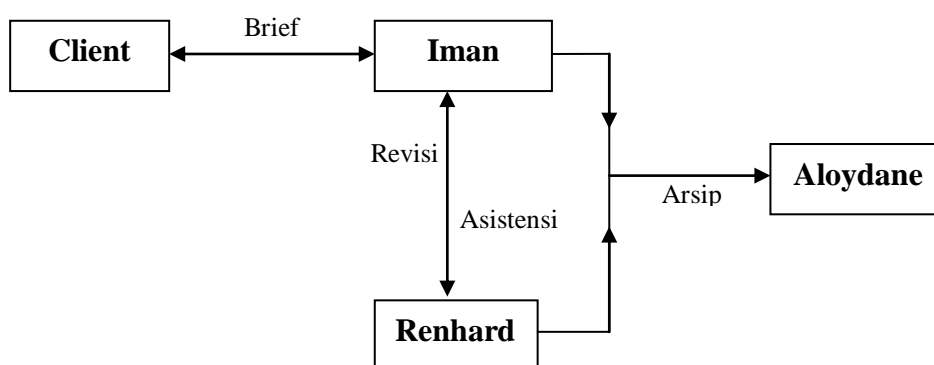 Brief
Client
Iman
Revisi
Aloydane
Arsip
Asistensi
Renhard